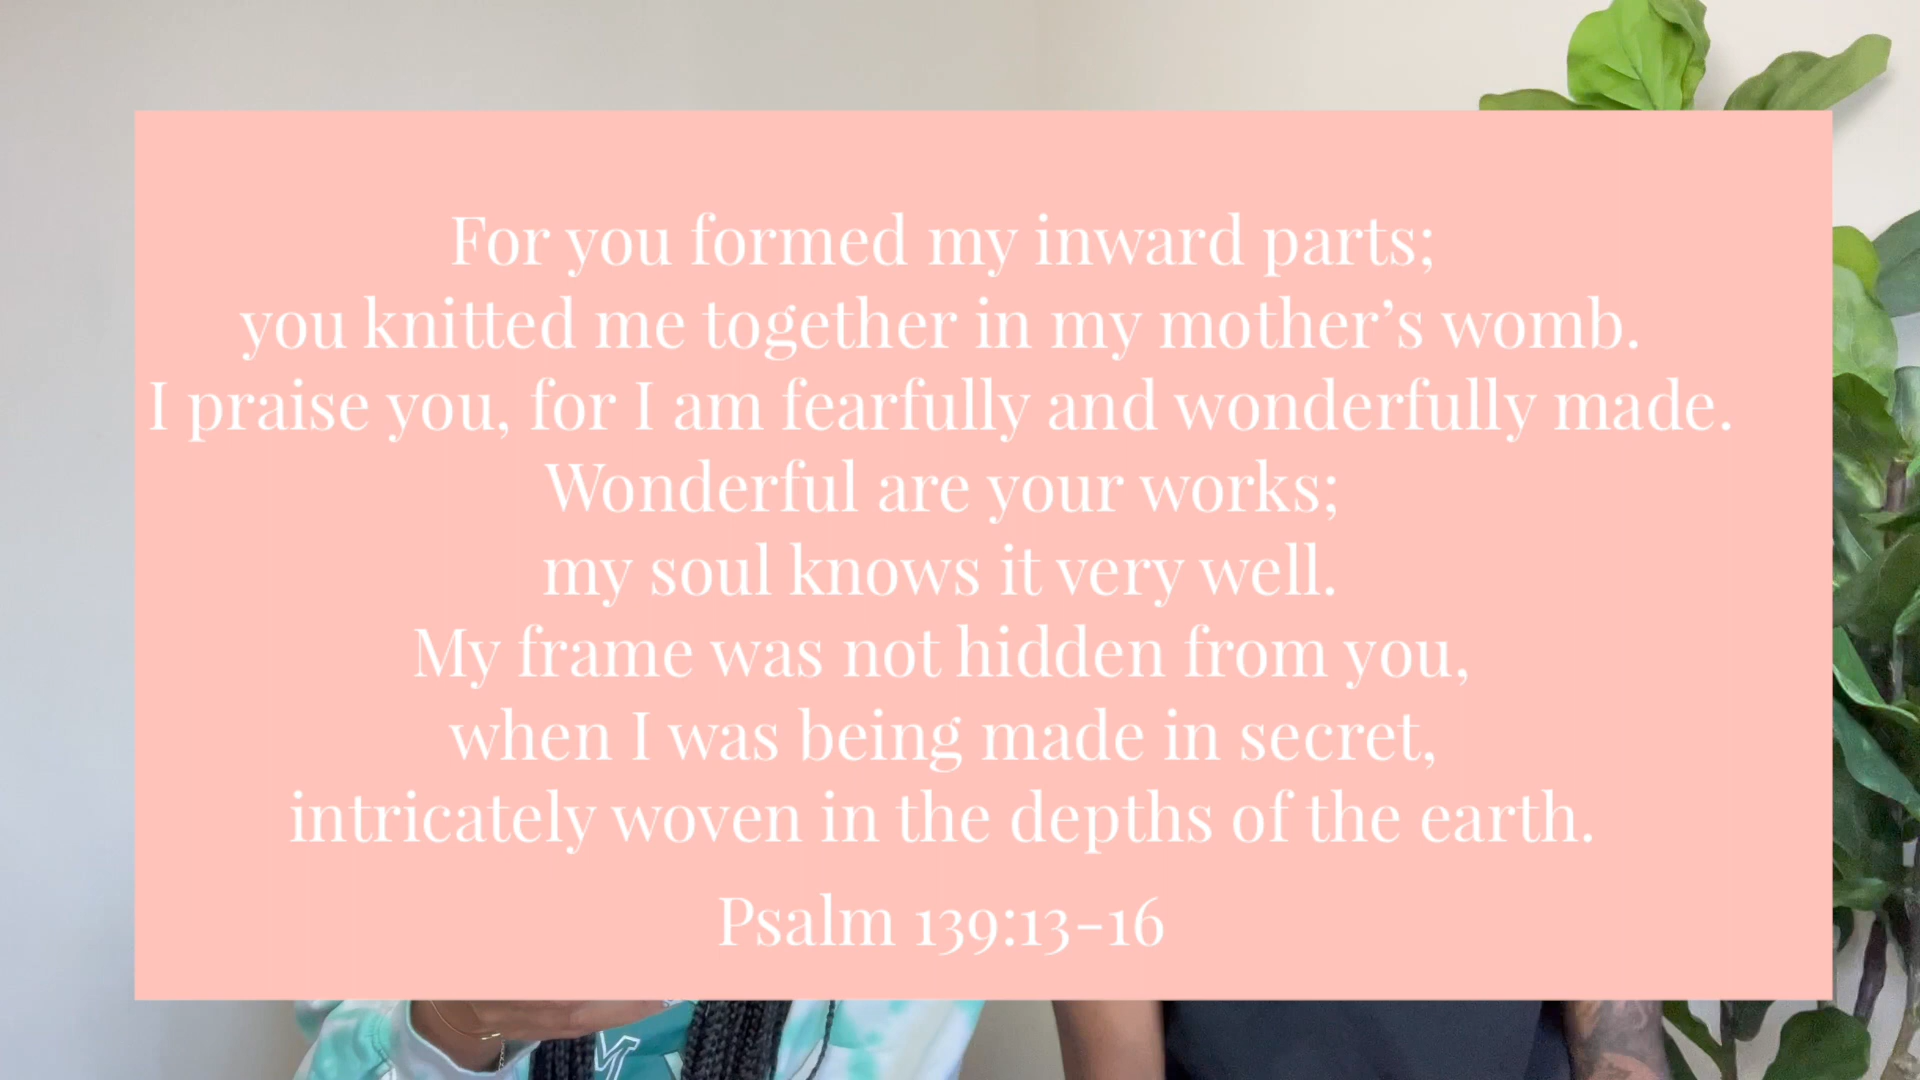 For you formed my inward parts;
you knitted me together in my mother’s womb.
I praise you, for I am fearfully and wonderfully made.
Wonderful are your works;
my soul knows it very well.
My frame was not hidden from you,
when I was being made in secret,
intricately woven in the depths of the earth.
Psalm 139:13-16